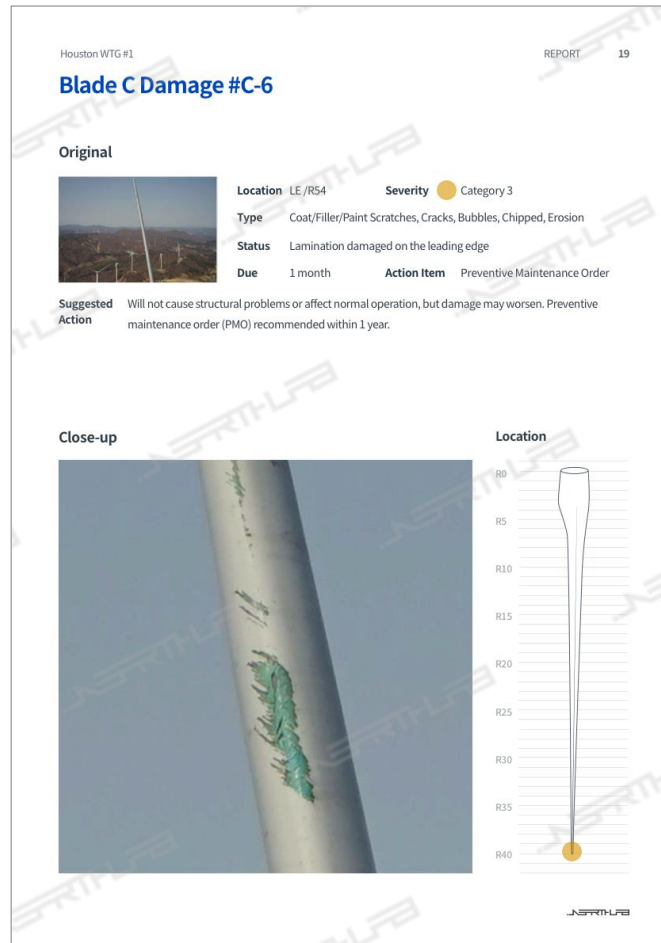 Houston WTG #1
REPORT 19
Blade C Damage #C-6
Original
Location LE /R54 Severity Category 3
Type Coat/Filler/Paint Scratches, Cracks, Bubbles, Chipped, Erosion
Status Lamination damaged on the leading edge
Due 1 month Action Item Preventive Maintenance Order
Suggested Action Will not cause structural problems or affect normal operation, but damage may worsen. Preventive
maintenance order (PMO) recommended within 1 year.
Close-up
Location
R0
R5
R10
R15
R20
R25
R30
R35
R40
NEARTHLAB